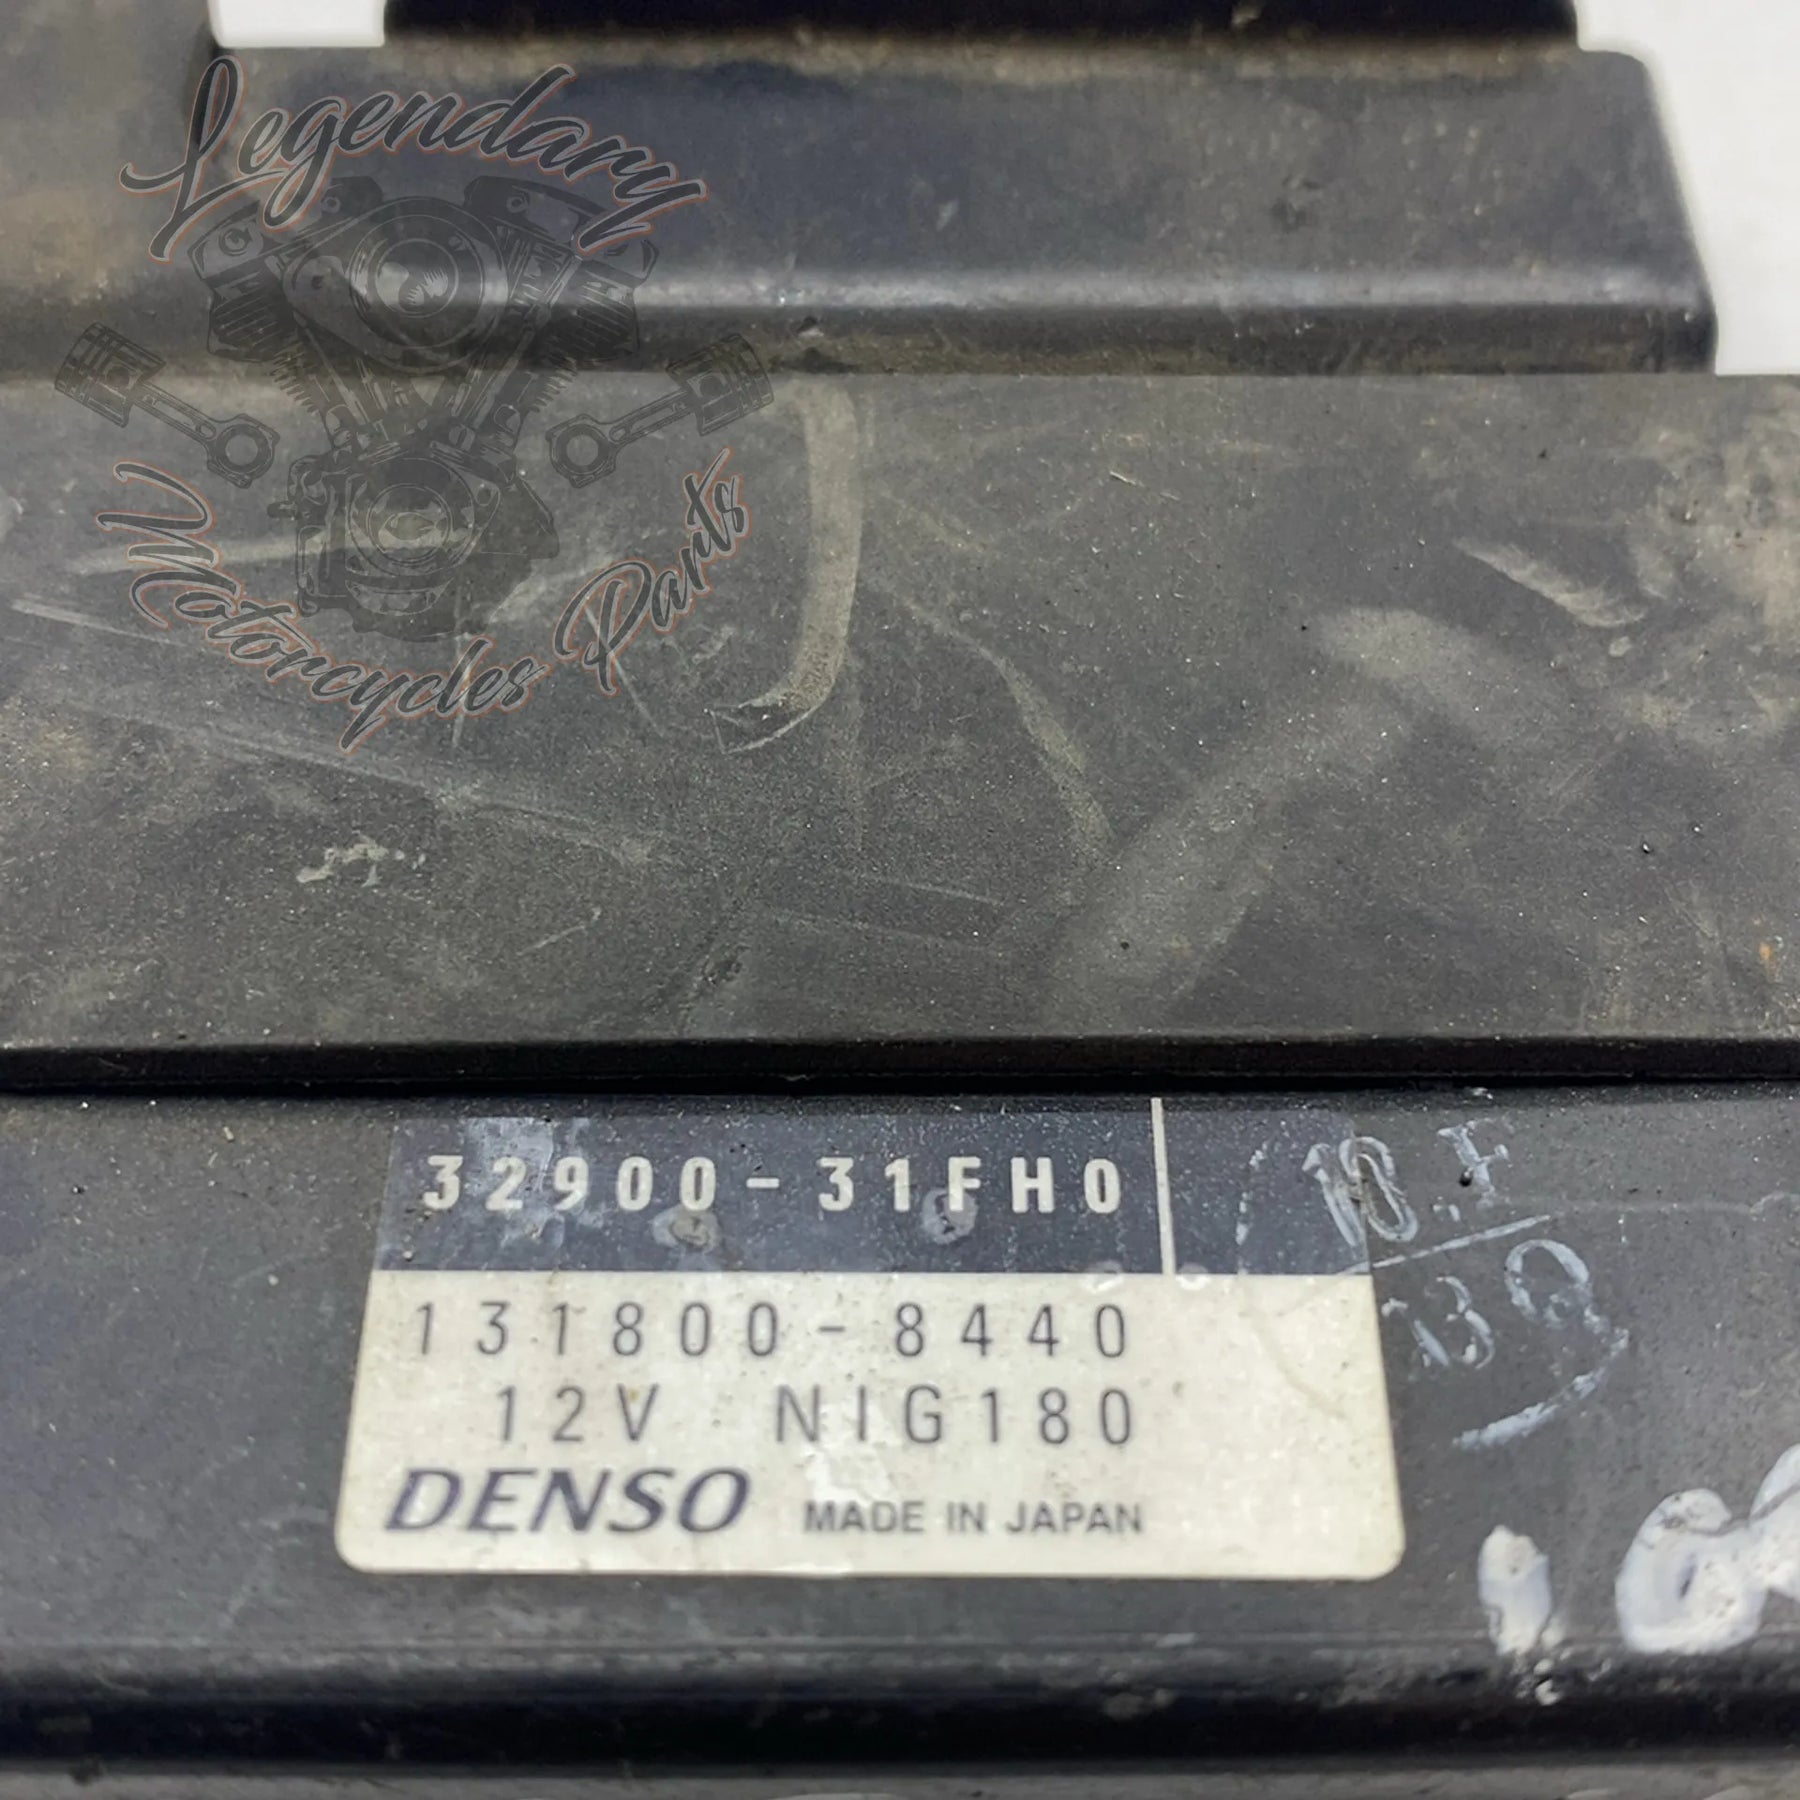 Legendary
Motorcycles Parts
32900-31FH0
131800-8440
12V NIG180
DENSO MADE IN JAPAN